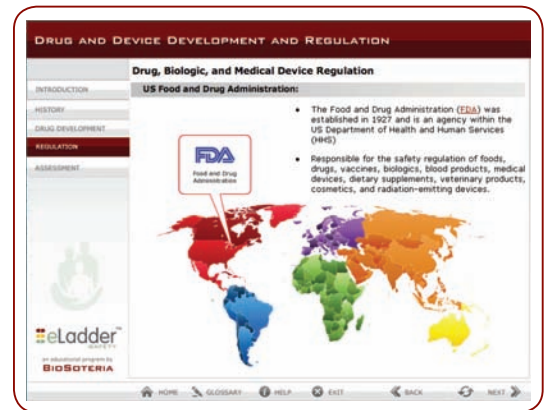 DRUG AND DEVICE DEVELOPMENT AND REGULATION
Drug, Biologic, and Medical Device Regulation
US Food and Drug Administration:
INTRODUCTION
HISTORY
DRUG DEVELOPMENT
REGULATION
ASSESSMENT
• The Food and Drug Administration (FDA) was
established in 1927 and is an agency within the
US Department of Health and Human Services
(HHS)
• Responsible for the safety regulation of foods,
drugs, vaccines, biologics, blood products, medical
devices, dietary supplements, veterinary products,
cosmetics, and radiation-emitting devices.
FDA
Food and Drug
Administration
eLadder™
SAFETY
an educational program by
BIOSOTERIA
HOME GLOSSARY HELP EXIT BACK NEXT